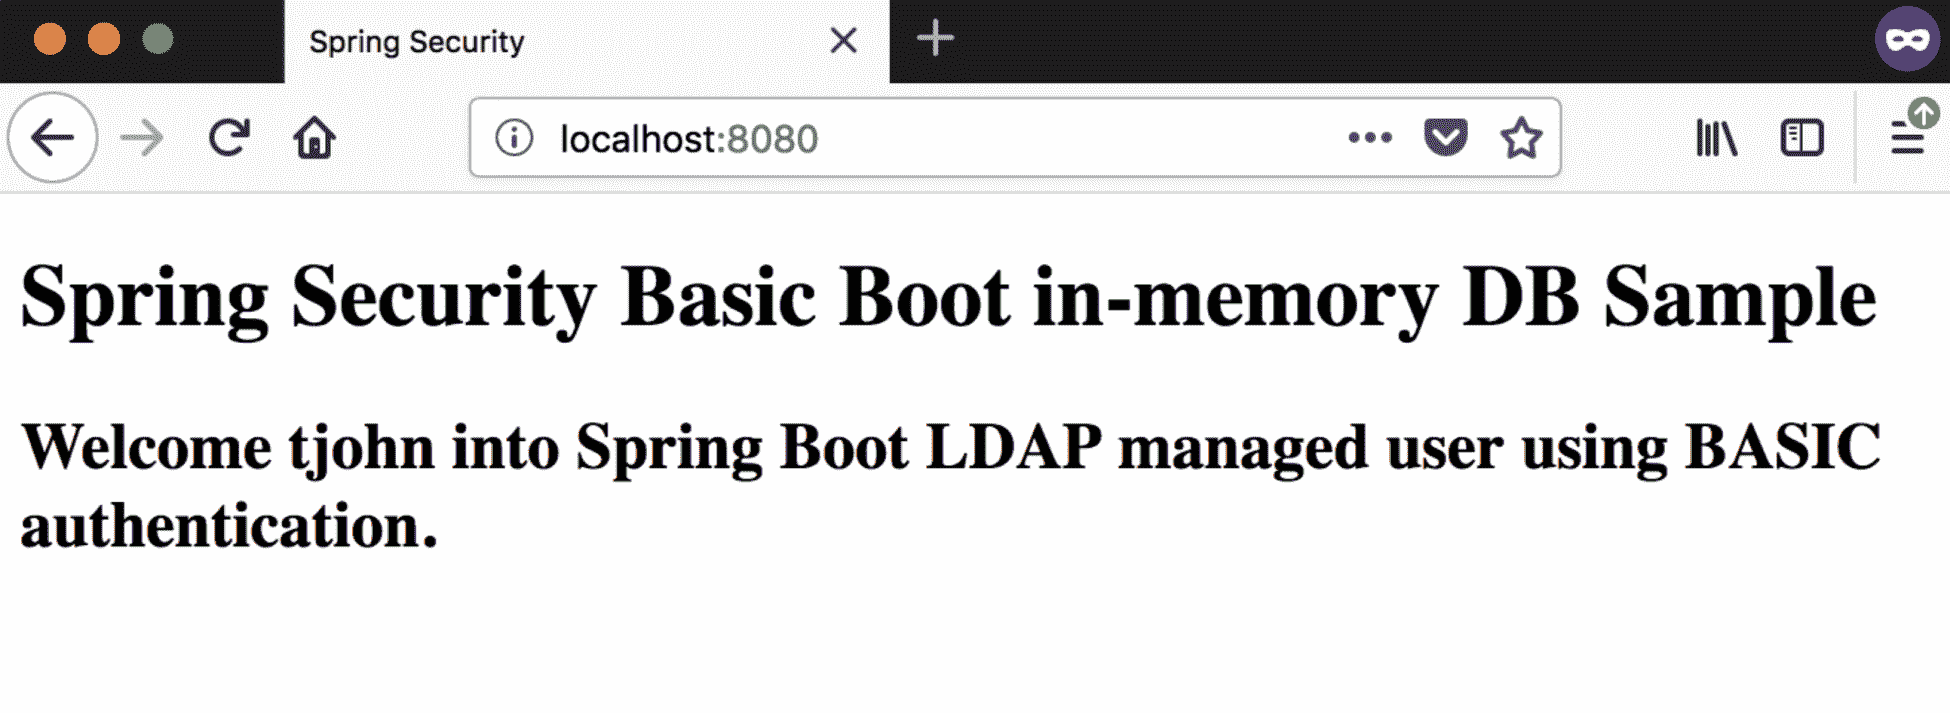 Spring Security
localhost:8080
Spring Security Basic Boot in-memory DB Sample
Welcome tjohn into Spring Boot LDAP managed user using BASIC
authentication.